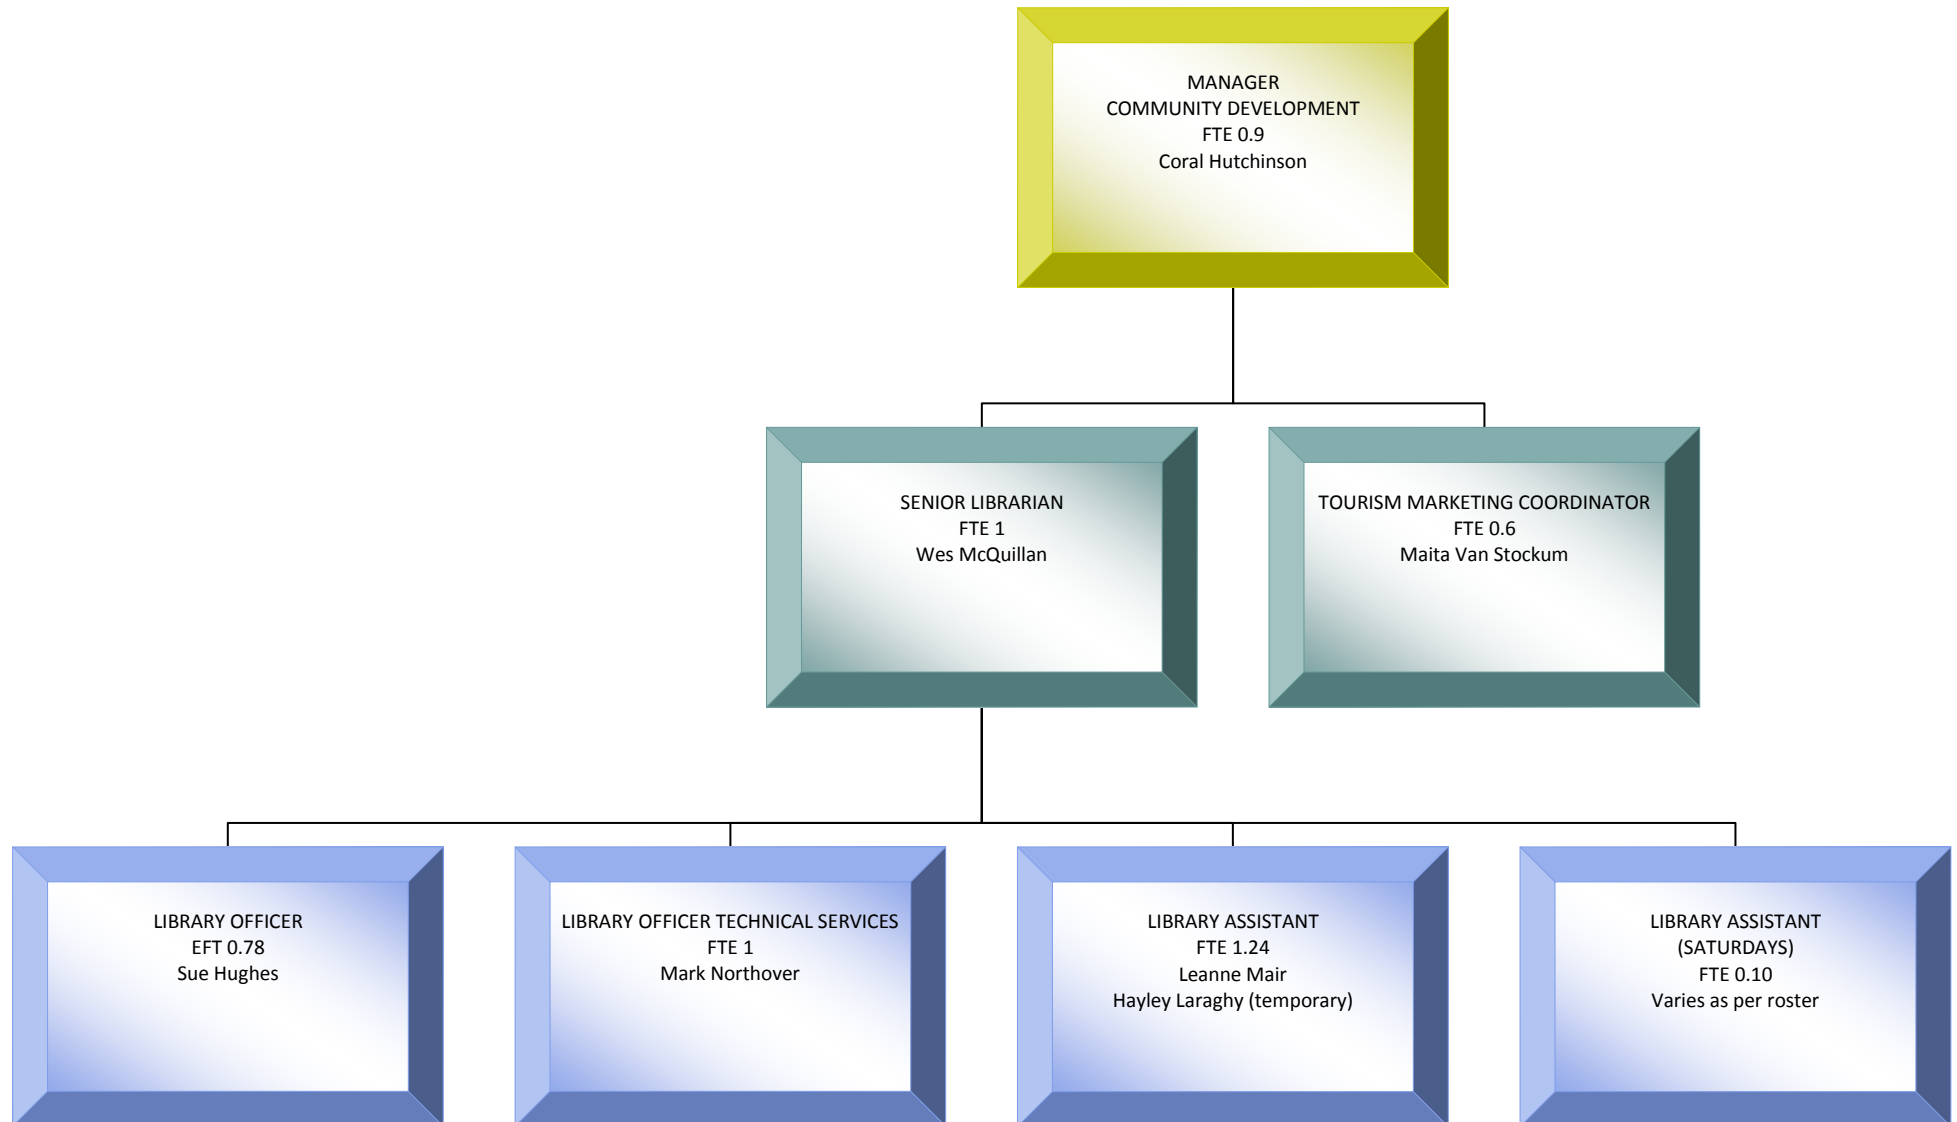 MANAGER
COMMUNITY DEVELOPMENT
FTE 0.9
Coral Hutchinson
SENIOR LIBRARIAN
FTE 1
Wes McQuillan
TOURISM MARKETING COORDINATOR
FTE 0.6
Maita Van Stockum
LIBRARY OFFICER
EFT 0.78
Sue Hughes
LIBRARY OFFICER TECHNICAL SERVICES
FTE 1
Mark Northover
LIBRARY ASSISTANT
FTE 1.24
Leanne Mair
Hayley Laraghy (temporary)
LIBRARY ASSISTANT
(SATURDAYS)
FTE 0.10
Varies as per roster